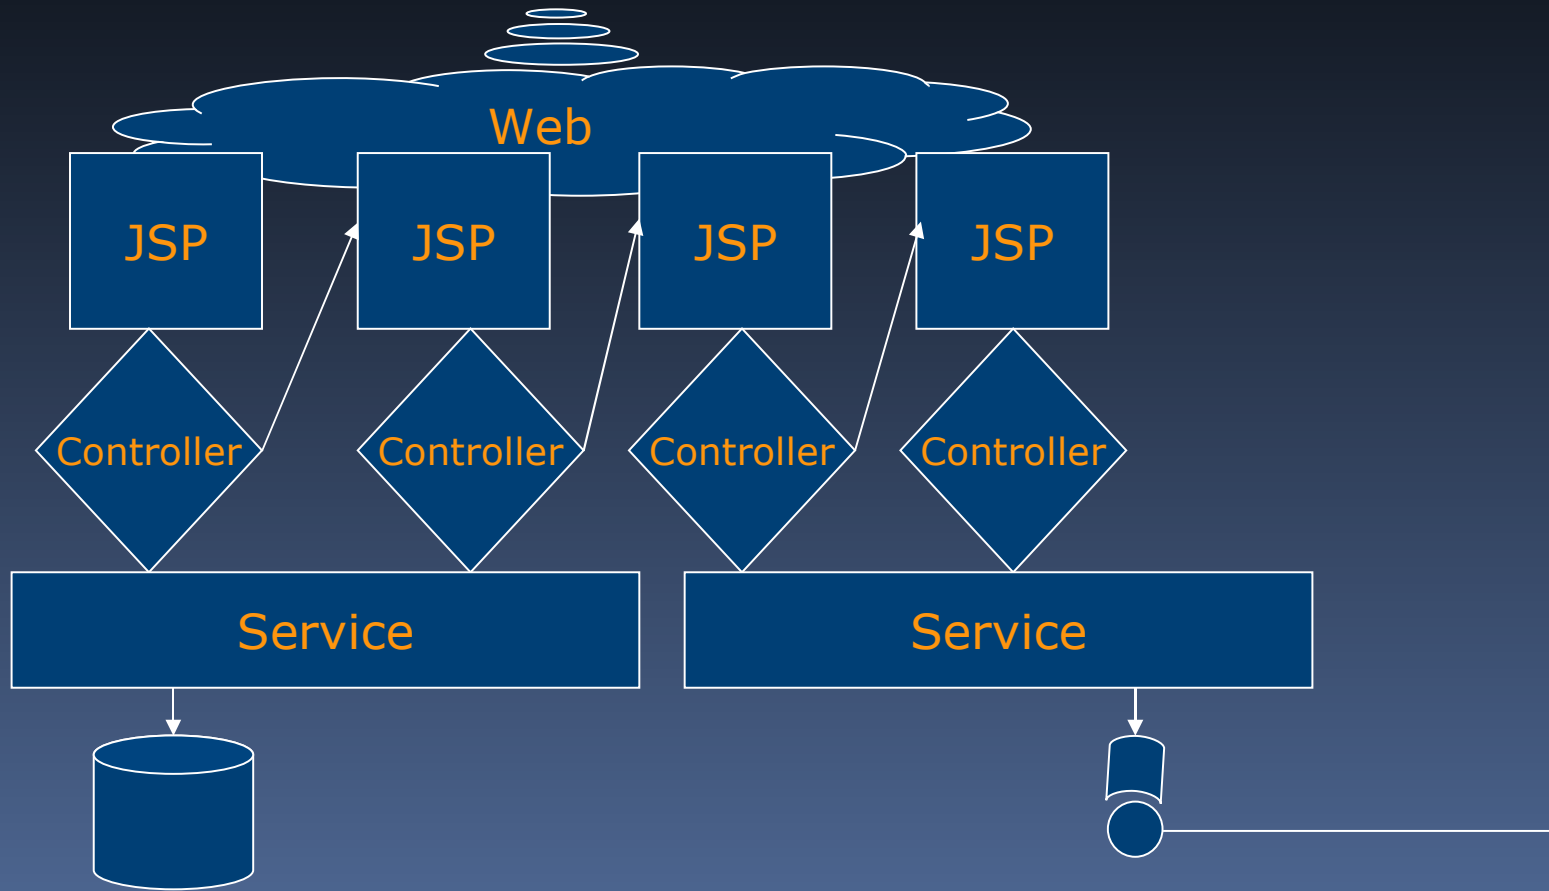 Web
JSP
JSP
JSP
JSP
Controller
Controller
Controller
Controller
Service
Service